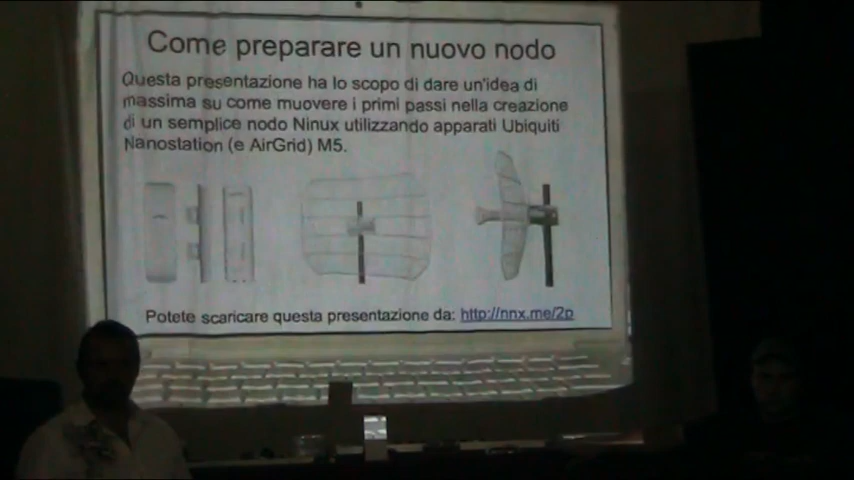 Come preparare un nuovo nodo
Questa presentazione ha lo scopo di dare un'idea di
massima su come muovere i primi passi nella creazione
di un semplice nodo Ninux utilizzando apparati Ubiquiti
Nanostation (e AirGrid) M5.
Potete scaricare questa presentazione da: http://nnx.me/2p